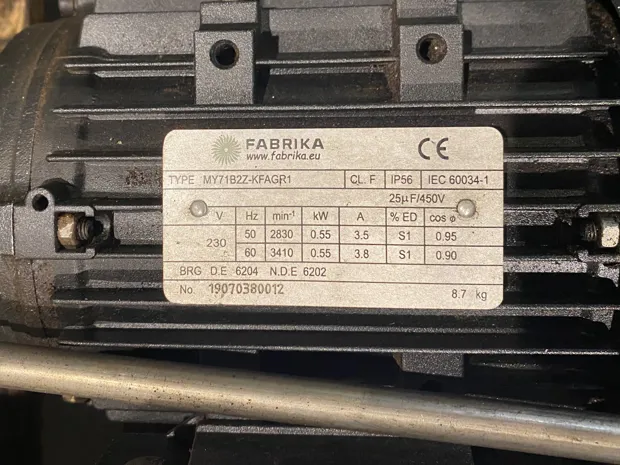 FABRIKA
www.fabrika.eu
CE
TYPE MY71B2Z-KFAGR1 CL. F IP56 IEC 60034-1
25µF/450V
V Hz min⁻¹ kW A % ED cos φ
230 50 2830 0.55 3.5 S1 0.95
60 3410 0.55 3.8 S1 0.90
BRG D.E 6204 N.D.E 6202
No. 19070380012 8.7 kg